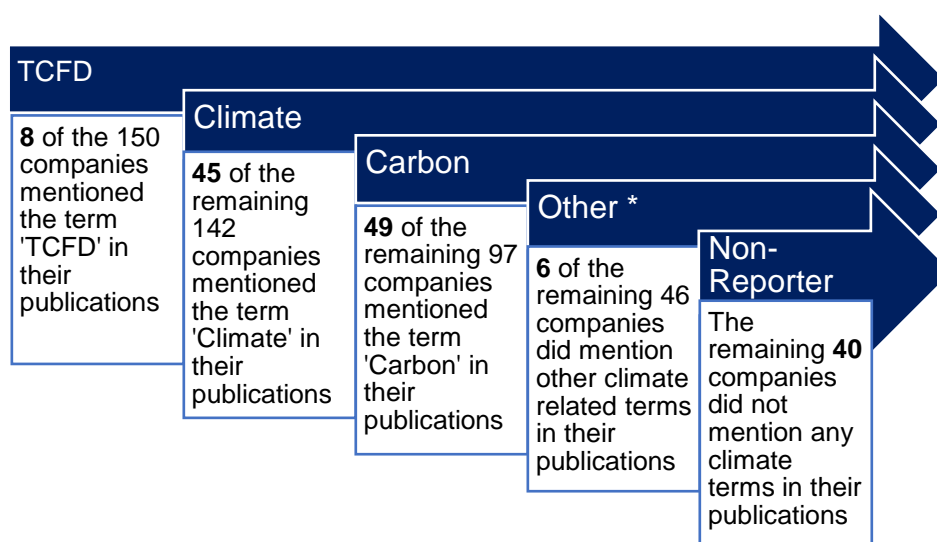 TCFD
8 of the 150
companies
mentioned
the term
'TCFD' in
their
publications
Climate
45 of the
remaining
142
companies
mentioned
the term
'Climate' in
their
publications
Carbon
49 of the
remaining 97
companies
mentioned
the term
'Carbon' in
their
publications
Other *
6 of the
remaining 46
companies
did mention
other climate
related terms
in their
publications
Non-
Reporter
The
remaining 40
companies
did not
mention any
climate
terms in their
publications